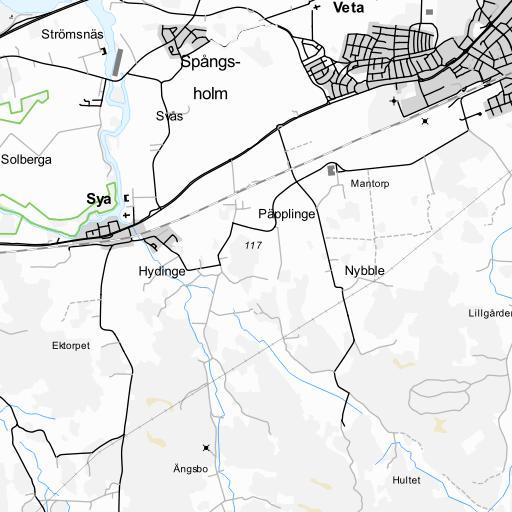 Veta
Strömsnäs
Spångs-
holm
Svås
Solberga
Mantorp
Sya
Päpplinge
117
Hydinge
Nybble
Lillgården
Ektorpet
Ängsbo
Hultet